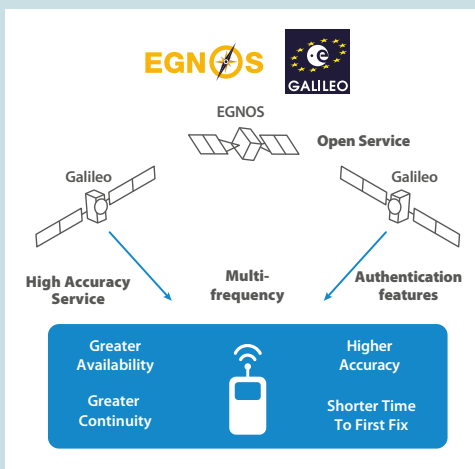 EGNOS
GALILEO
EGNOS
Open Service
Galileo
Galileo
High Accuracy
Service
Multi-
frequency
Authentication
features
Greater
Availability
Higher
Accuracy
Greater
Continuity
Shorter Time
To First Fix